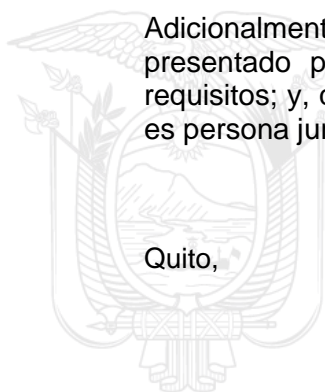 Adicionalment
presentado p
requisitos; y,
es persona jur
Quito,